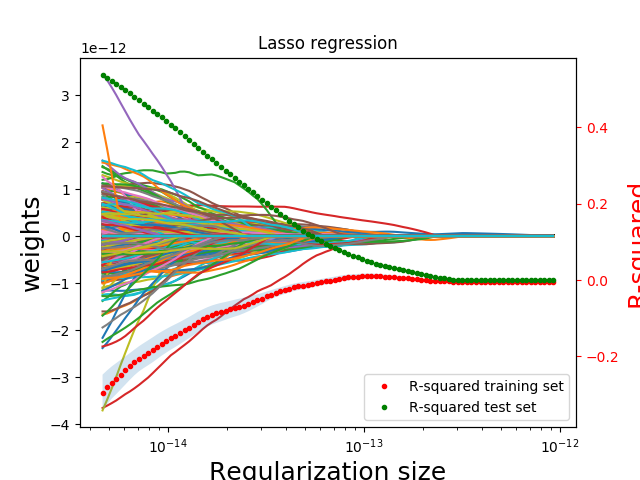 Lasso regression
1e−12
3
2
1
0
−1
−2
−3
−4
weights
0.4
0.2
0.0
−0.2
R-squared
R-squared training set
R-squared test set
10⁻¹⁴
10⁻¹³
10⁻¹²
Regularization size